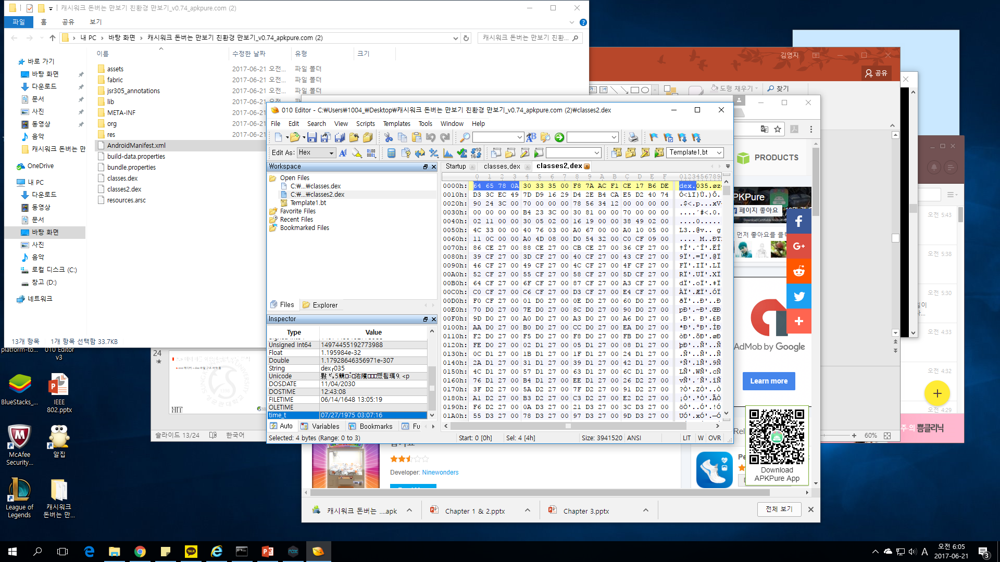 캐시워크 돈버는 만보기 친환경 만보기_v0.74_apkpure.com (2)
파일 홈 공유 보기
내 PC 바탕 화면 캐시워크 돈버는 만보기 친환경 만보기_v0.74_apkpure.com (2)
캐시워크 돈버는 만보기 친환...
이름 수정한 날짜 유형 크기
바로 가기
바탕 화면
다운로드
문서
사진
동영상
음악
캐시워크 돈버는 만
OneDrive
내 PC
다운로드
동영상
문서
바탕 화면
사진
음악
로컬 디스크 (C:)
창고 (D:)
네트워크
assets 2017-06-21 오전... 파일 폴더
fabric 2017-06-21 오전... 파일 폴더
jsr305_annotations 2017-06-21 오전... 파일 폴더
lib 2017-06-21
META-INF 2017-06-21
org 2017-06-21
res 2017-06-21
AndroidManifest.xml
build-data.properties
bundle.properties
classes.dex
classes2.dex
resources.arsc
13개 항목 1개 항목 선택함 33.7KB
010 Editor - C:₩Users₩1004_₩Desktop₩캐시워크 돈버는 만보기 친환경 만보기_v0.74_apkpure.com (2)₩classes2.dex
File Edit Search View Scripts Templates Tools Window Help
Edit As: Hex
Template1.bt
Workspace
Open Files
C:₩...₩classes.dex
C:₩...₩classes2.dex
Template1.bt
Favorite Files
Recent Files
Bookmarked Files
Files Explorer
Inspector
Type Value
Unsigned Int64 14974455192773988
Float 1.195984e-32
Double 1.17928646356971e-307
String dex┌035
Unicode
DOSDATE 11/04/2030
DOSTIME 12:43:08
FILETIME 06/14/1648 13:05:19
OLETIME
time_t 07/27/1975 03:07:16
Auto Variables Bookmarks Fu
Startup classes.dex classes2.dex
0 1 2 3 4 5 6 7 8 9 A B C D E F 0123456789
0000h: 64 65 78 0A 30 33 35 00 F8 7A AC F1 CE 17 B6 DE dex.035.øz
0010h: D3 3C EC 49 7D D9 16 29 D4 2E B4 CA E5 D2 40 74 Ó<ìI}Ù.)Ô.
0020h: 90 24 3C 00 70 00 00 00 78 56 34 12 00 00 00 00 .$<.p...xV
0030h: 00 00 00 00 B4 23 3C 00 30 81 00 00 70 00 00 00 ....´#<.0.
0040h: 02 11 00 00 30 05 02 00 16 19 00 00 38 49 02 00 ....0.....
0050h: 4C 33 00 00 40 76 03 00 A0 67 00 00 A0 10 05 00 L3..@v.. g
0060h: 11 0C 00 00 A0 4D 08 00 D0 54 32 00 C0 CF 09 00 .... M..ÐT
0070h: 86 CE 27 00 88 CE 27 00 CB CE 27 00 36 CF 27 00 †Î'.ˆÎ'.ËÎ
0080h: 39 CF 27 00 3D CF 27 00 40 CF 27 00 43 CF 27 00 9Ï'.=Ï'.@Ï
0090h: 46 CF 27 00 49 CF 27 00 4C CF 27 00 4F CF 27 00 FÏ'.IÏ'.LÏ
00A0h: 52 CF 27 00 55 CF 27 00 58 CF 27 00 5D CF 27 00 RÏ'.UÏ'.XÏ
00B0h: 64 CF 27 00 6F CF 27 00 87 CF 27 00 A3 CF 27 00 dÏ'.oÏ'.‡Ï
00C0h: C0 CF 27 00 C6 CF 27 00 D3 CF 27 00 E4 CF 27 00 ÀÏ'.ÆÏ'.ÓÏ
00D0h: F0 CF 27 00 01 D0 27 00 0E D0 27 00 60 D0 27 00 ðÏ'..Ð'..Ð
00E0h: 70 D0 27 00 7E D0 27 00 8C D0 27 00 90 D0 27 00 pÐ'.~Ð'.ŒÐ
00F0h: 9D D0 27 00 A0 D0 27 00 A3 D0 27 00 A6 D0 27 00 .Ð'. Ð'.£Ð
0100h: AA D0 27 00 B0 D0 27 00 CC D0 27 00 EA D0 27 00 ªÐ'.°Ð'.ÌÐ
0110h: F2 D0 27 00 F5 D0 27 00 F8 D0 27 00 FB D0 27 00 òÐ'.õÐ'.øÐ
0120h: FE D0 27 00 02 D1 27 00 05 D1 27 00 08 D1 27 00 þÐ'..Ñ'..Ñ
0130h: 0C D1 27 00 1B D1 27 00 1F D1 27 00 24 D1 27 00 .Ñ'..Ñ'..Ñ
0140h: 2A D1 27 00 31 D1 27 00 39 D1 27 00 42 D1 27 00 *Ñ'.1Ñ'.9Ñ
0150h: 4C D1 27 00 57 D1 27 00 63 D1 27 00 6C D1 27 00 LÑ'.WÑ'.cÑ
0160h: 76 D1 27 00 B4 D1 27 00 EE D1 27 00 26 D2 27 00 vÑ'.´Ñ'.îÑ
0170h: 3F D2 27 00 5A D2 27 00 7F D2 27 00 91 D2 27 00 ?Ò'.ZÒ'..Ò
0180h: A1 D2 27 00 B3 D2 27 00 C3 D2 27 00 E2 D2 27 00 ¡Ò'.³Ò'.ÃÒ
0190h: F6 D2 27 00 0A D3 27 00 21 D3 27 00 3C D3 27 00 öÒ'..Ó'.!Ó
01A0h: 55 D3 27 00 78 D3 27 00 97 D3 27 00 9D D3 27 00 UÓ'.xÓ'.—Ó
Selected: 4 bytes (Range: 0 to 3) Start: 0 [0h] Sel: 4 [4h] Size: 3941520 ANSI LIT W OVR
김영지
공유
도형 채우기 찾기
PRODUCTS
PKPure
페이지 좋아요
Download Certifiable Android
먼저 좋아요를 클릭
G+
AdMob by Google
Learn more
Download
APKPure App
오전 5:43
오전 5:38
오전 5:30
오전 4:33
오전 4:32
오전 4:29
주·의 쁨클리닉
60%
24
HIT
슬라이드 13/24 한국어
Developer: Ninewonders
캐시워크 돈버는 ....apk Chapter 1 & 2.pptx Chapter 3.pptx 전체 보기
platform-to... 010 Editor v3
BlueStacks_... IEEE 802.pptx
McAfee Security... 알집
League of Legends 캐시워크 돈버는 만...
TALK
nox
A
오전 6:05
2017-06-21
3